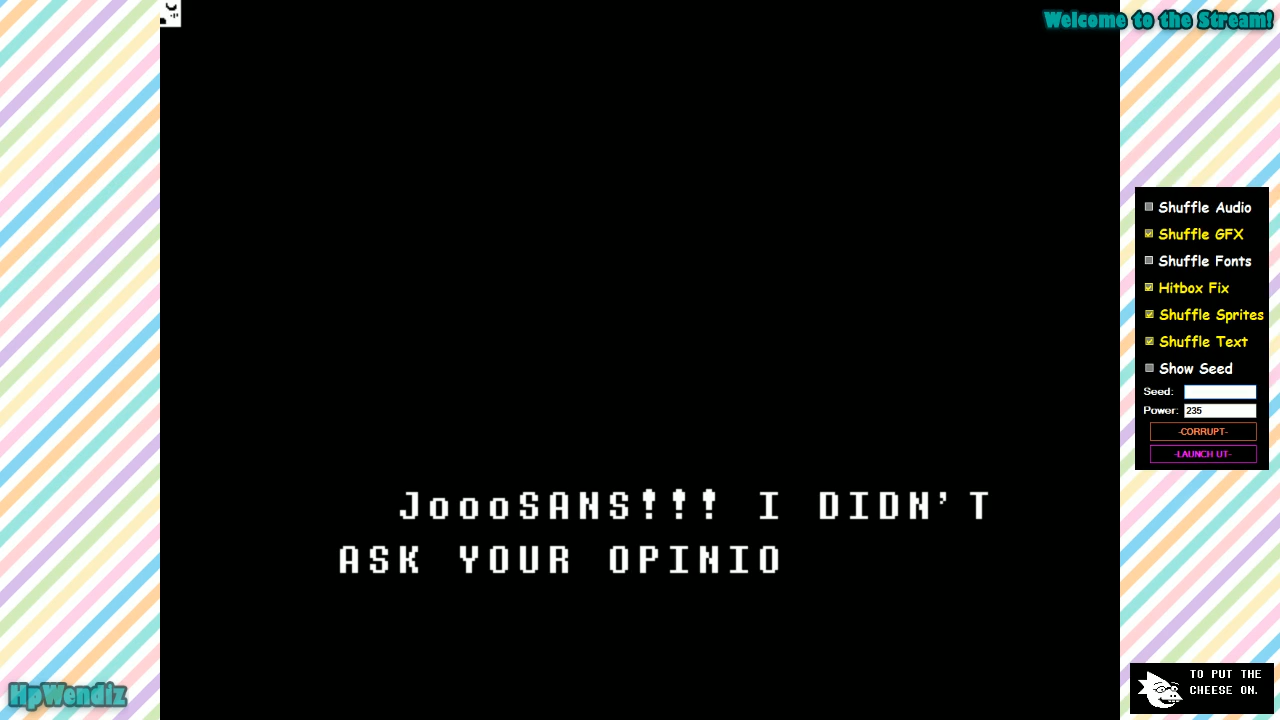 Welcome to the Stream!
Shuffle Audio
Shuffle GFX
Shuffle Fonts
Hitbox Fix
Shuffle Sprites
Shuffle Text
Show Seed
Seed:
Power: 235
-CORRUPT-
-LAUNCH UT-
JoooSANS!!! I DIDN'T
ASK YOUR OPINIO
HpWendiz
TO PUT THE
CHEESE ON.